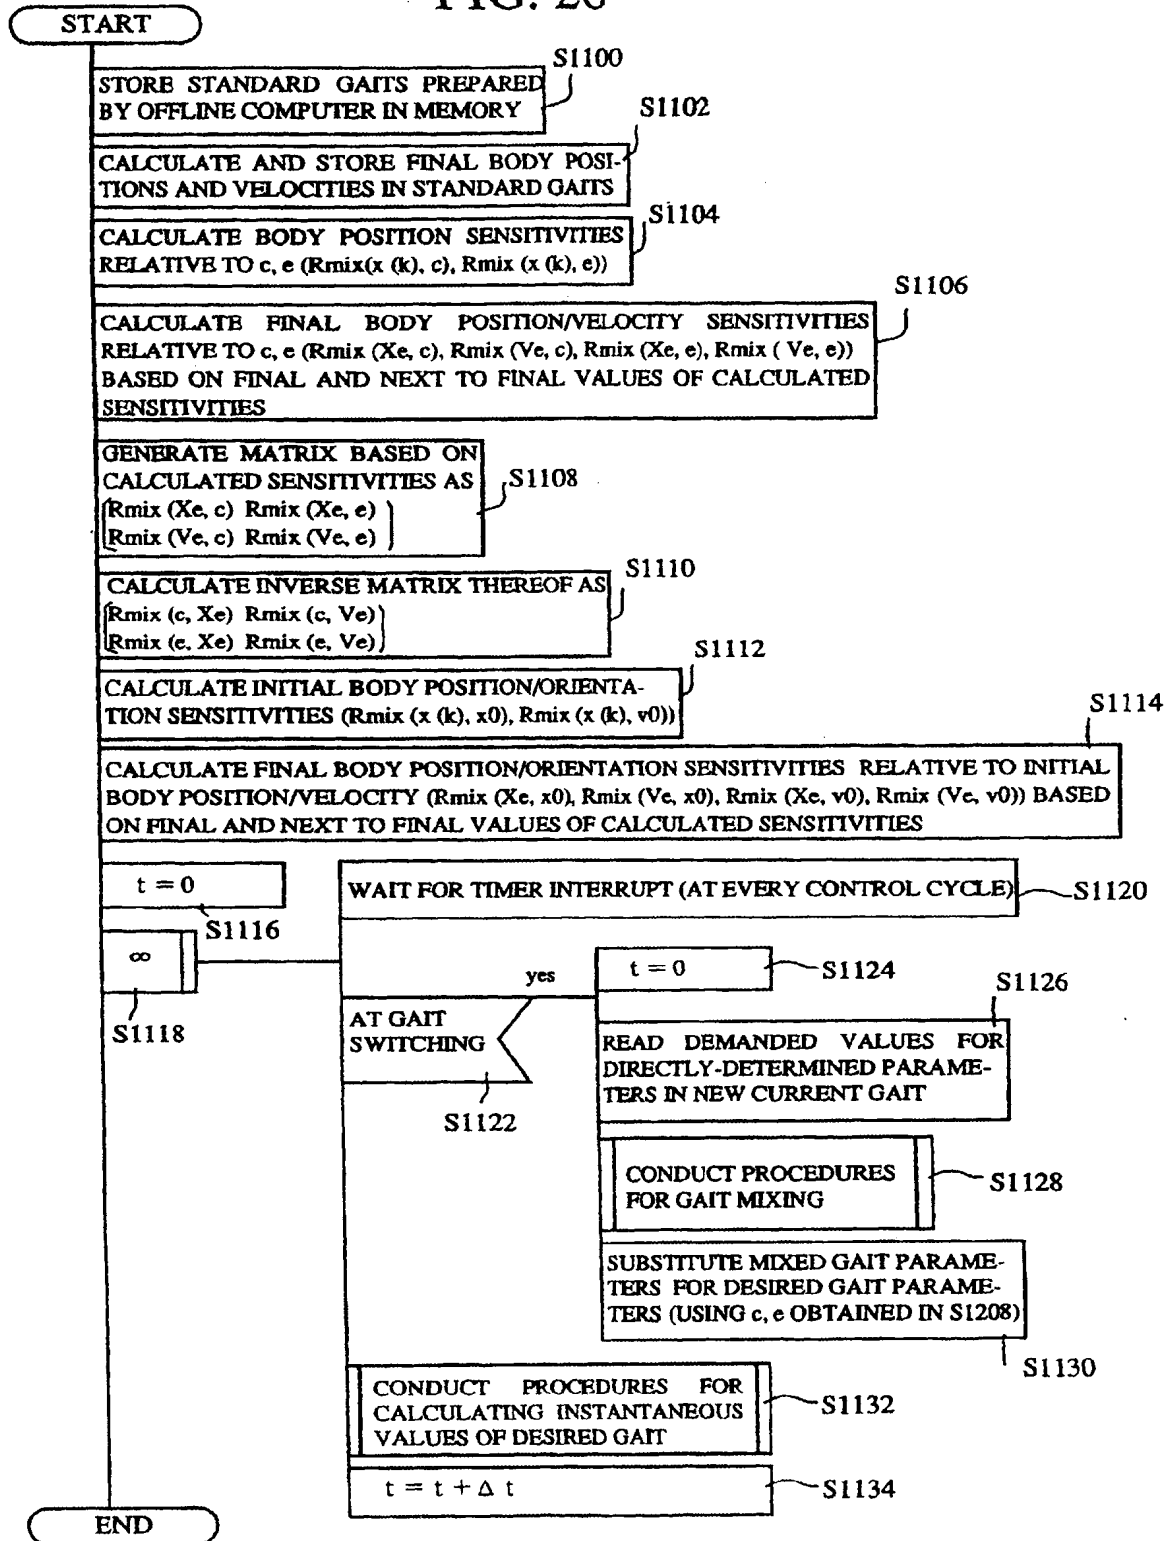 START
S1100
STORE STANDARD GAITS PREPARED
BY OFFLINE COMPUTER IN MEMORY
S1102
CALCULATE AND STORE FINAL BODY POSI-
TIONS AND VELOCITIES IN STANDARD GAITS
S1104
CALCULATE BODY POSITION SENSITIVITIES
RELATIVE TO c, e (Rmix(x (k), c), Rmix (x (k), e))
S1106
CALCULATE FINAL BODY POSITION/VELOCITY SENSITIVITIES
RELATIVE TO c, e (Rmix (Xe, c), Rmix (Ve, c), Rmix (Xe, e), Rmix ( Ve, e))
BASED ON FINAL AND NEXT TO FINAL VALUES OF CALCULATED
SENSITIVITIES
GENERATE MATRIX BASED ON
CALCULATED SENSITIVITIES AS
S1108
Rmix (Xe, c) Rmix (Xe, e)
Rmix (Ve, c) Rmix (Ve, e)
S1110
CALCULATE INVERSE MATRIX THEREOF AS
Rmix (c, Xe) Rmix (c, Ve)
Rmix (e, Xe) Rmix (e, Ve)
S1112
CALCULATE INITIAL BODY POSITION/ORIENTA-
TION SENSITIVITIES (Rmix (x (k), x0), Rmix (x (k), v0))
S1114
CALCULATE FINAL BODY POSITION/ORIENTATION SENSITIVITIES RELATIVE TO INITIAL
BODY POSITION/VELOCITY (Rmix (Xe, x0), Rmix (Ve, x0), Rmix (Xe, v0), Rmix (Ve, v0)) BASED
ON FINAL AND NEXT TO FINAL VALUES OF CALCULATED SENSITIVITIES
t = 0
S1116
WAIT FOR TIMER INTERRUPT (AT EVERY CONTROL CYCLE)
S1120
∞
S1118
AT GAIT
SWITCHING
yes
S1122
t = 0
S1124
S1126
READ DEMANDED VALUES FOR
DIRECTLY-DETERMINED PARAME-
TERS IN NEW CURRENT GAIT
CONDUCT PROCEDURES
FOR GAIT MIXING
S1128
SUBSTITUTE MIXED GAIT PARAME-
TERS FOR DESIRED GAIT PARAME-
TERS (USING c, e OBTAINED IN S1208)
S1130
CONDUCT PROCEDURES FOR
CALCULATING INSTANTANEOUS
VALUES OF DESIRED GAIT
S1132
t = t + Δ t
S1134
END